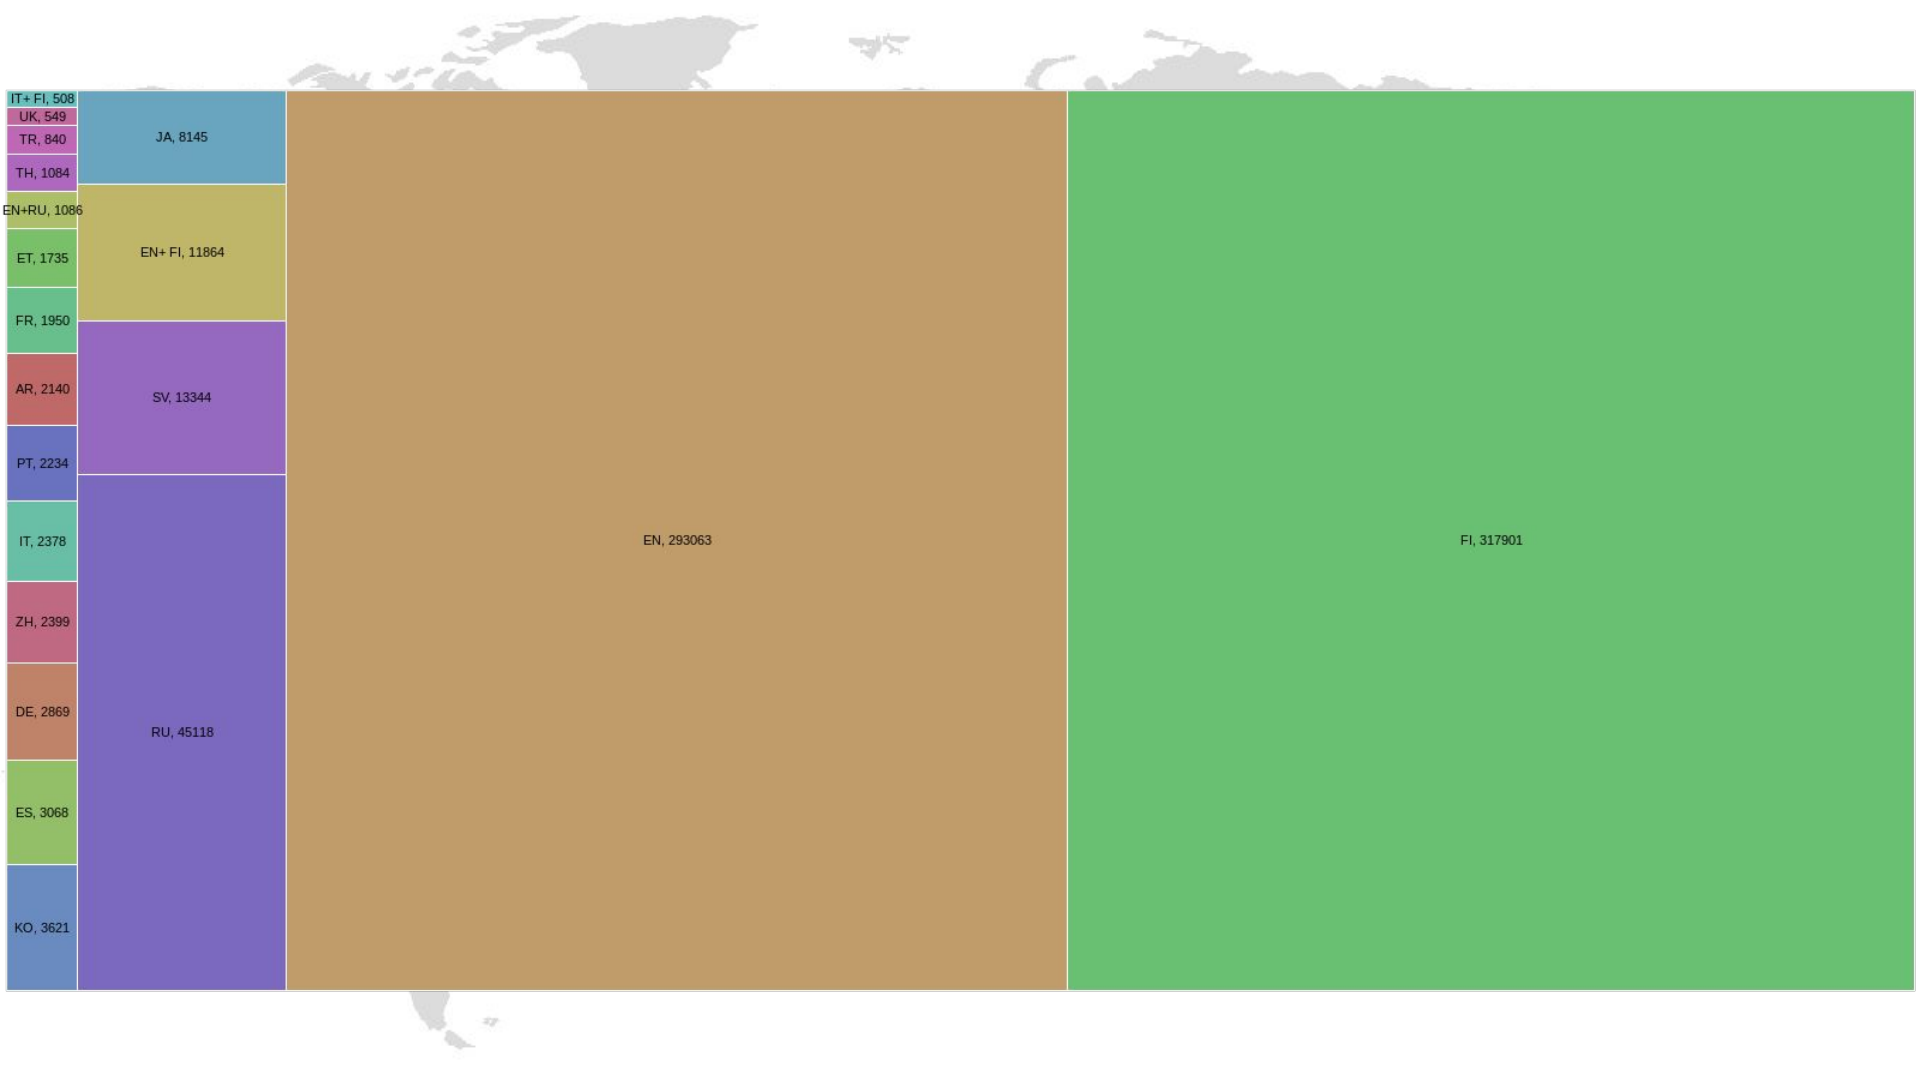 IT+ FI, 508
UK, 549
TR, 840
TH, 1084
EN+RU, 1086
ET, 1735
FR, 1950
AR, 2140
PT, 2234
IT, 2378
ZH, 2399
DE, 2869
ES, 3068
KO, 3621
JA, 8145
EN+ FI, 11864
SV, 13344
RU, 45118
EN, 293063
FI, 317901